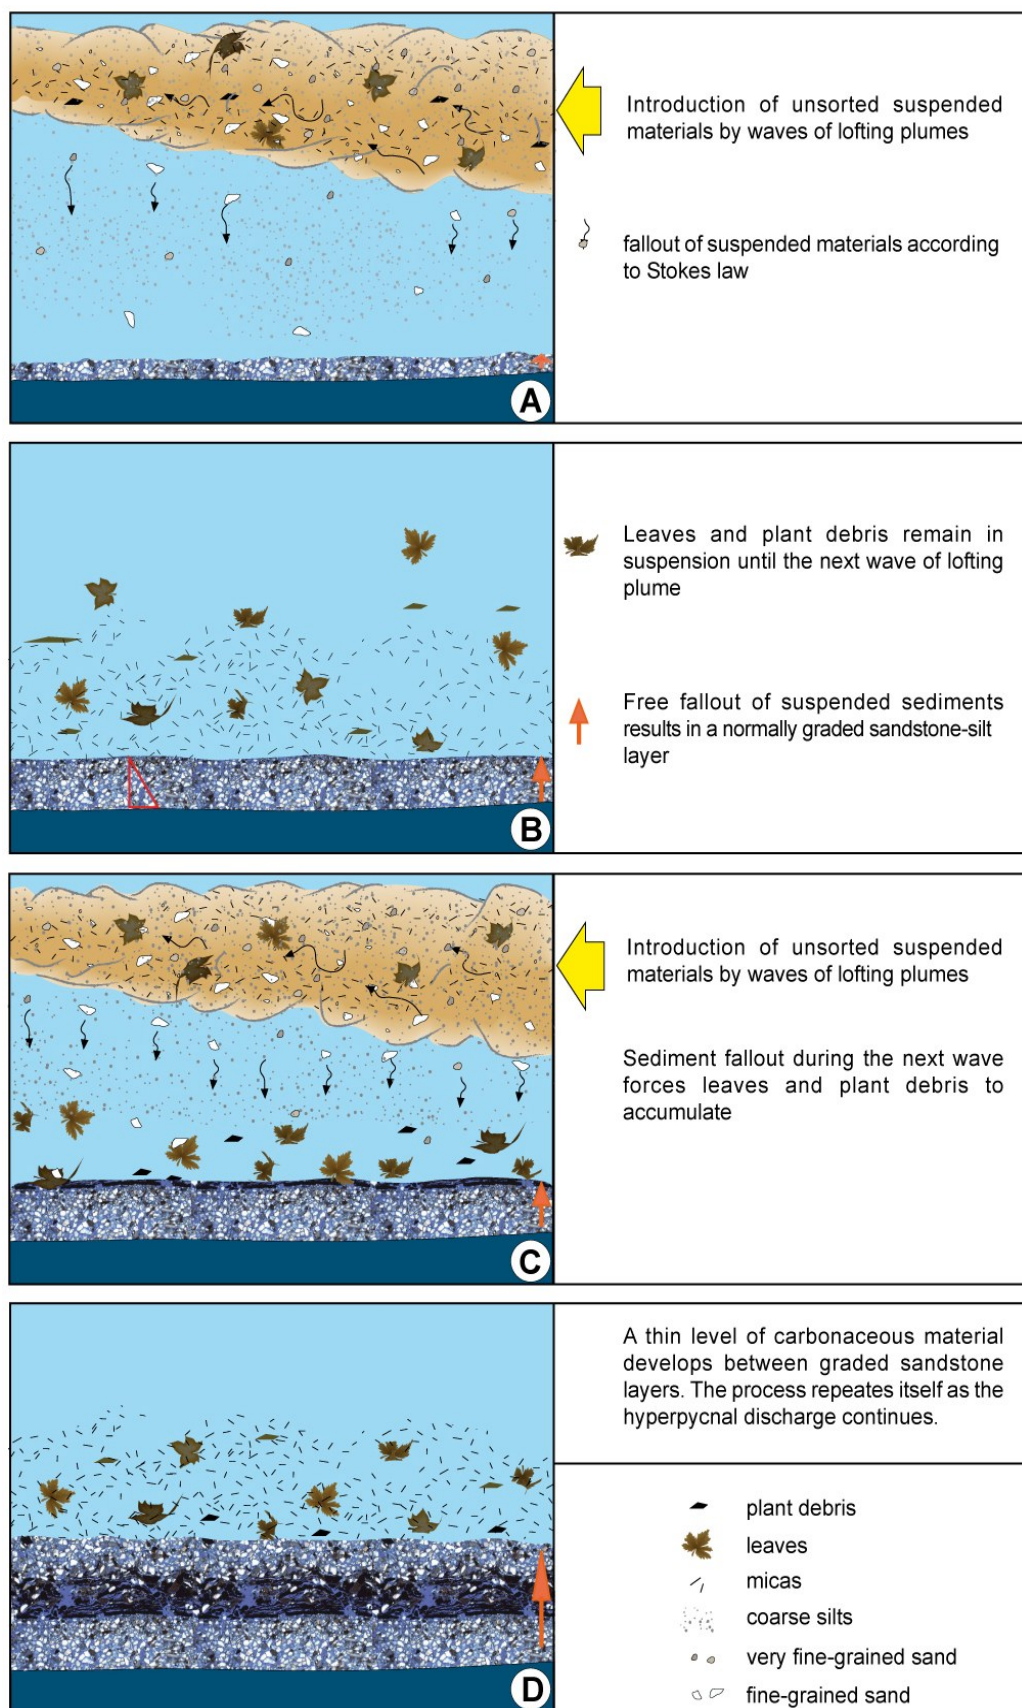 Introduction of unsorted suspended
materials by waves of lofting plumes
fallout of suspended materials according
to Stokes law
A
Leaves and plant debris remain in
suspension until the next wave of lofting
plume
Free fallout of suspended sediments
results in a normally graded sandstone-silt
layer
B
Introduction of unsorted suspended
materials by waves of lofting plumes
Sediment fallout during the next wave
forces leaves and plant debris to
accumulate
C
A thin level of carbonaceous material
develops between graded sandstone
layers. The process repeats itself as the
hyperpycnal discharge continues.
plant debris
leaves
micas
coarse silts
very fine-grained sand
fine-grained sand
D